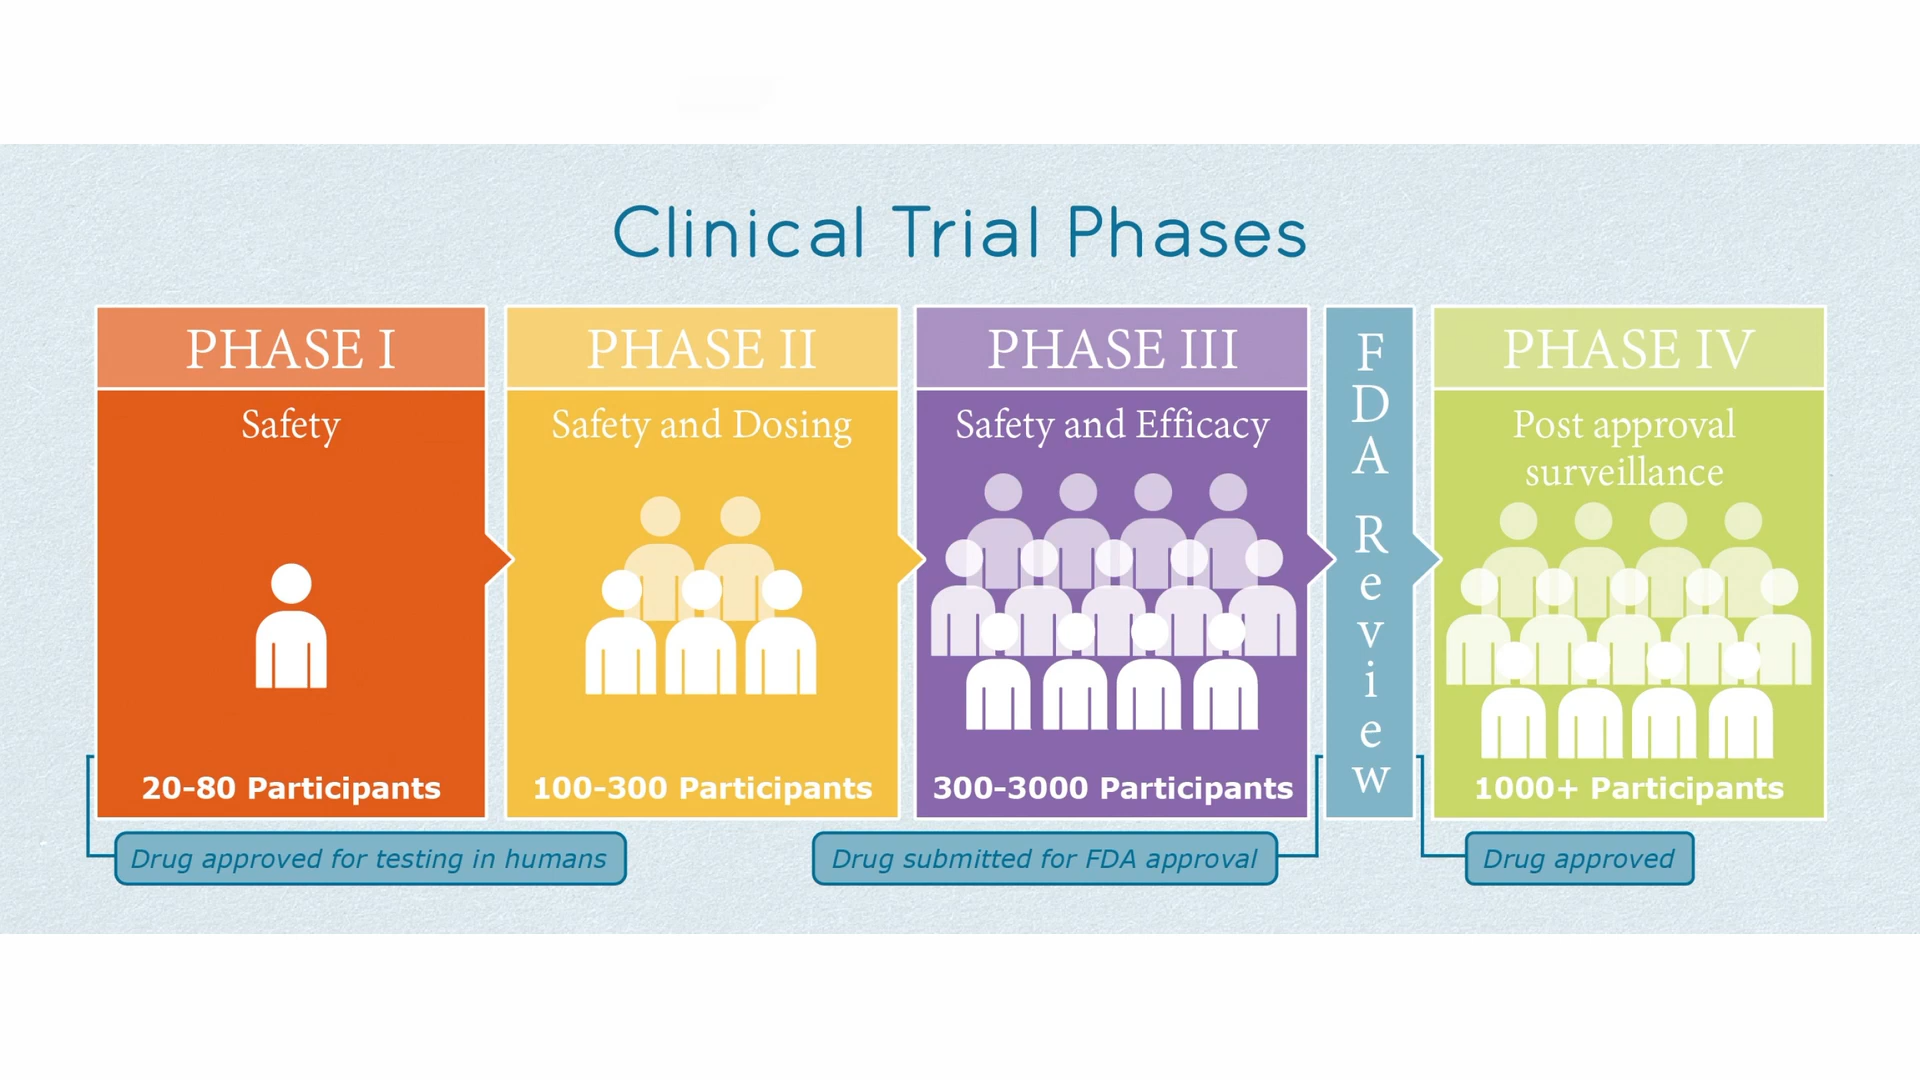 Clinical Trial Phases
PHASE I
Safety
20-80 Participants
PHASE II
Safety and Dosing
100-300 Participants
PHASE III
Safety and Efficacy
300-3000 Participants
FDA Review
PHASE IV
Post approval
surveillance
1000+ Participants
Drug approved for testing in humans
Drug submitted for FDA approval
Drug approved